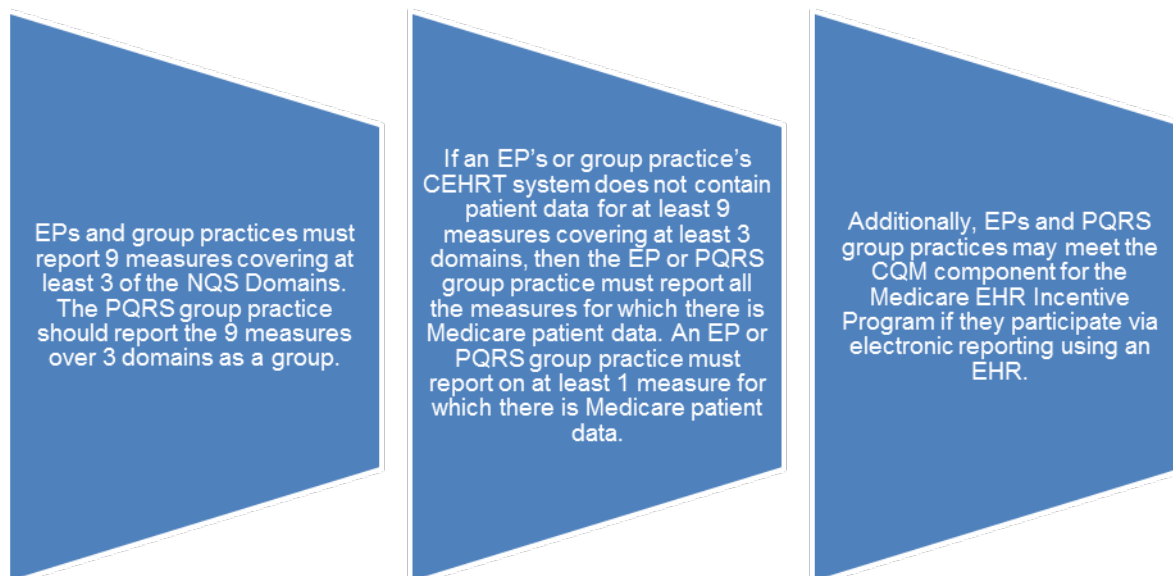 EPs and group practices must
report 9 measures covering at
least 3 of the NQS Domains.
The PQRS group practice
should report the 9 measures
over 3 domains as a group.
If an EP’s or group practice’s
CEHRT system does not contain
patient data for at least 9
measures covering at least 3
domains, then the EP or PQRS
group practice must report all
the measures for which there is
Medicare patient data. An EP or
PQRS group practice must
report on at least 1 measure for
which there is Medicare patient
data.
Additionally, EPs and PQRS
group practices may meet the
CQM component for the
Medicare EHR Incentive
Program if they participate via
electronic reporting using an
EHR.